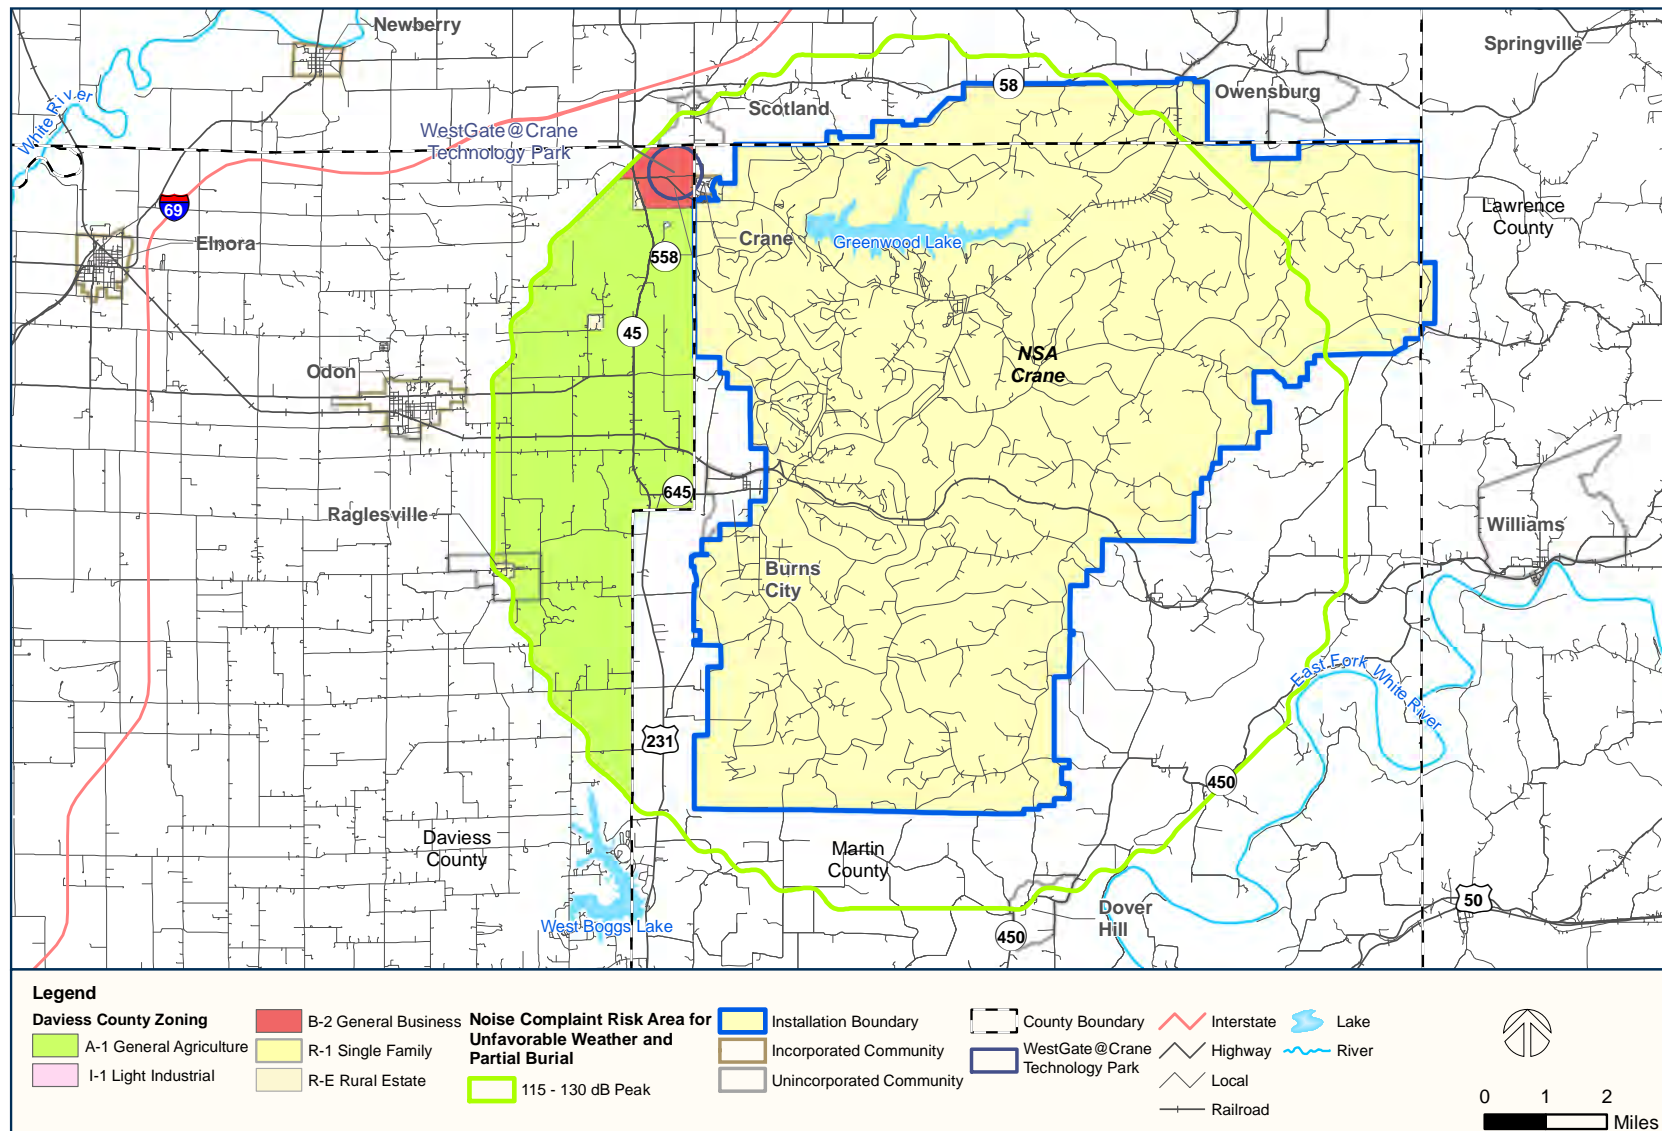 Newberry
Springville
White River
58
Owensburg
Scotland
WestGate@Crane
Technology Park
69
Lawrence
County
Elnora
Crane
Greenwood Lake
558
45
NSA
Crane
Odon
645
Raglesville
Williams
Burns
City
East Fork White River
231
450
Daviess
County
Martin
County
West Boggs Lake
Dover
Hill
450
50
Legend
Daviess County Zoning
A-1 General Agriculture
I-1 Light Industrial
B-2 General Business
R-1 Single Family
R-E Rural Estate
Noise Complaint Risk Area for
Unfavorable Weather and
Partial Burial
115 - 130 dB Peak
Installation Boundary
Incorporated Community
Unincorporated Community
County Boundary
WestGate@Crane
Technology Park
Interstate
Highway
Local
Railroad
Lake
River
0 1 2
Miles